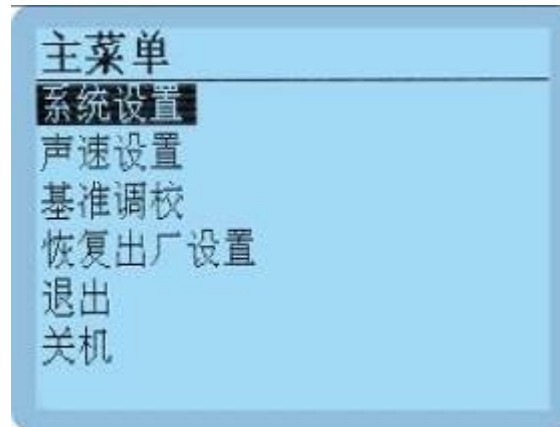 主菜单
系统设置
声速设置
基准调校
恢复出厂设置
退出
关机